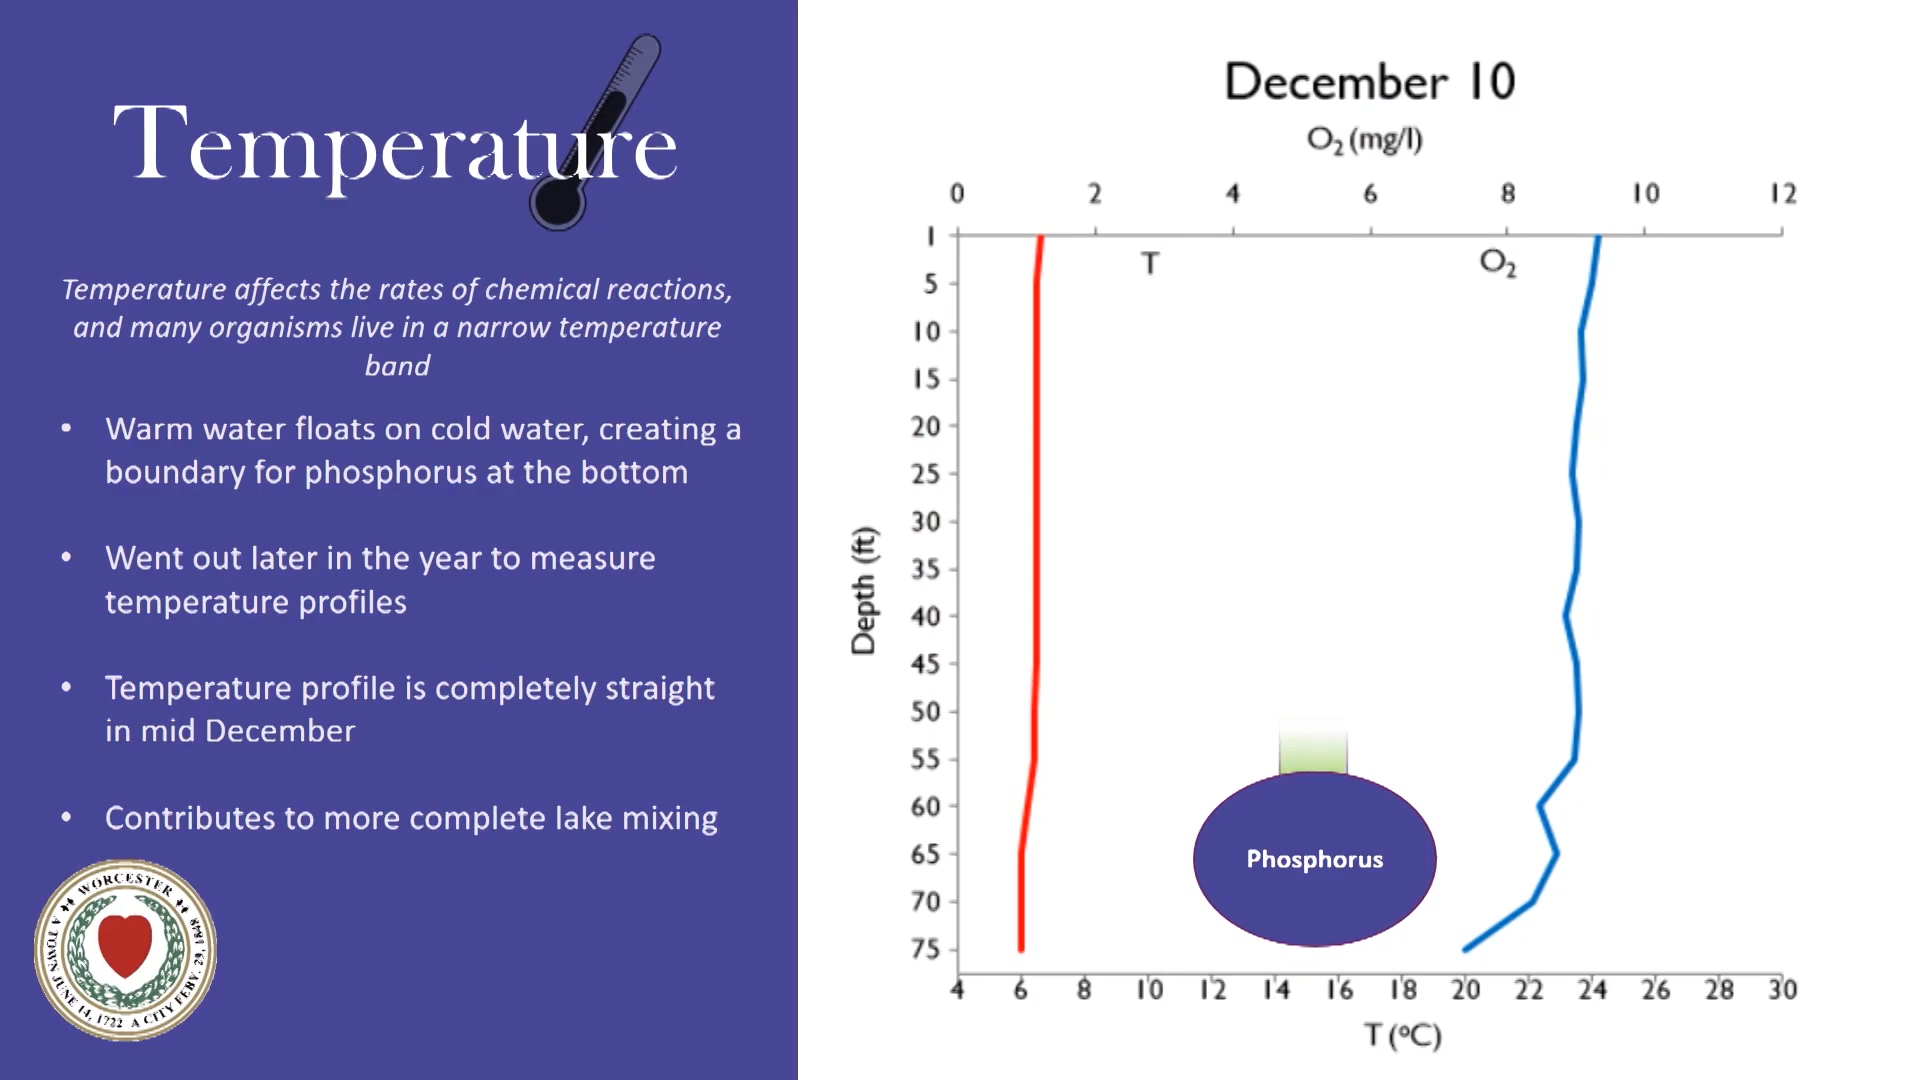 Temperature
Temperature affects the rates of chemical reactions,
and many organisms live in a narrow temperature
band
• Warm water floats on cold water, creating a
boundary for phosphorus at the bottom
• Went out later in the year to measure
temperature profiles
• Temperature profile is completely straight
in mid December
• Contributes to more complete lake mixing
WORCESTER
A TOWN JUNE 14, 1722 A CITY FEBY. 29, 1848
December 10
O₂ (mg/l)
0 2 4 6 8 10 12
T O₂
1
5
10
15
20
25
30
35
40
45
50
55
60
65
70
75
Depth (ft)
Phosphorus
4 6 8 10 12 14 16 18 20 22 24 26 28 30
T (°C)